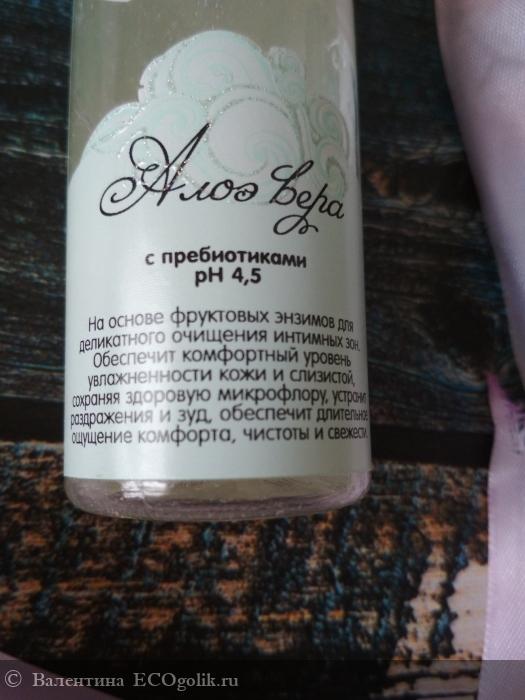 Алоэ Вера
с пребиотиками
pH 4,5
На основе фруктовых энзимов для
деликатного очищения интимных зон.
Обеспечит комфортный уровень
увлажненности кожи и слизистой,
сохраняя здоровую микрофлору, устранит
раздражения и зуд, обеспечит длительное
ощущение комфорта, чистоты и свежести.
© Валентина ECOgolik.ru